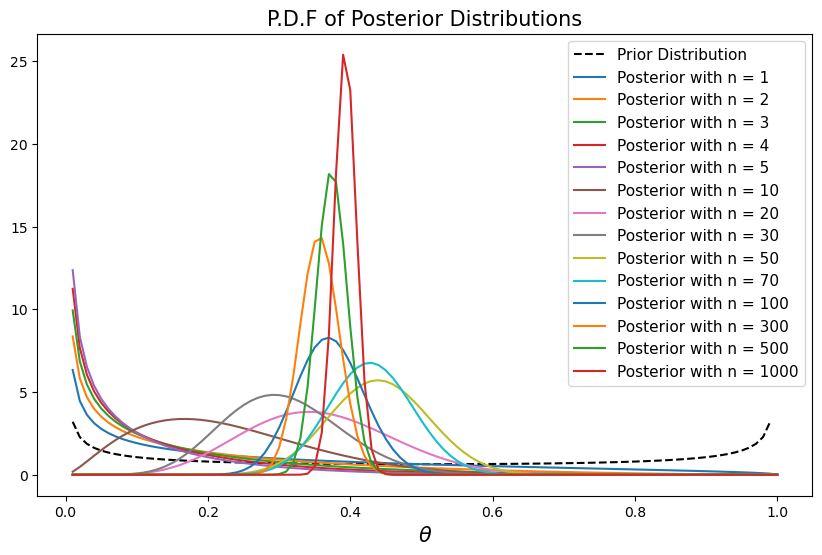 P.D.F of Posterior Distributions
25
20
15
10
5
0
0.0
0.2
0.4
0.6
0.8
1.0
θ
Prior Distribution
Posterior with n = 1
Posterior with n = 2
Posterior with n = 3
Posterior with n = 4
Posterior with n = 5
Posterior with n = 10
Posterior with n = 20
Posterior with n = 30
Posterior with n = 50
Posterior with n = 70
Posterior with n = 100
Posterior with n = 300
Posterior with n = 500
Posterior with n = 1000